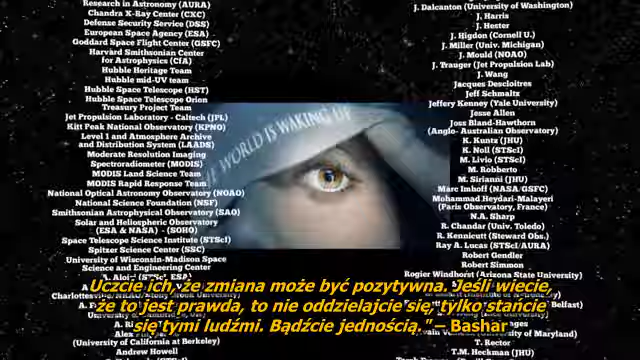 Research in Astronomy (AURA)
Chandra X-Ray Center (CXC)
Defense Security Service (DSS)
European Space Agency (ESA)
Goddard Space Flight Center (GSFC)
Harvard Smithsonian Center
for Astrophysics (CfA)
Hubble Heritage Team
Hubble mid-UV team
Hubble Space Telescope (HST)
Hubble Space Telescope Orion
Treasury Project Team
Jet Propulsion Laboratory - Caltech (JPL)
Kitt Peak National Observatory (KPNO)
Level 1 and Atmosphere Archive
and Distribution System (LAADS)
Moderate Resolution Imaging
Spectroradiometer (MODIS)
MODIS Land Science Team
MODIS Rapid Response Team
National Optical Astronomy Observatory (NOAO)
National Science Foundation (NSF)
Smithsonian Astrophysical Observatory (SAO)
Solar and Heliospheric Observatory
(ESA & NASA) - (SOHO)
Space Telescope Science Institute (STScI)
Spitzer Science Center (SSC)
University of Wisconsin-Madison Space
Science and Engineering Center
(University of California at Berkeley)
Andrew Howell
WORLD IS WAKING UP
J. Dalcanton (University of Washington)
J. Harris
J. Hester
J. Higdon (Cornell U.)
J. Miller (Univ. Michigan)
J. Mould (NOAO)
J. Trauger (Jet Propulsion Lab)
J. Wang
Jacques Descloitres
Jeff Schmaltz
Jeffery Kenney (Yale University)
Jesse Allen
Joss Bland-Hawthorn
(Anglo- Australian Observatory)
K. Kuntz (JHU)
K. Noll (STScI)
M. Livio (STScI)
M. Robberto
M. Sirianni (JHU)
Marc Imhoff (NASA/GSFC)
Mohammad Heydari-Malayeri
(Paris Observatory, France)
N.A. Sharp
R. Chandar (Univ. Toledo)
R. Kennicutt (Steward Obs.)
Ray A. Lucas (STScI/AURA)
Robert Gendler
Robert Simmon
Rogier Windhorst (Arizona State University)
T. Rector
T.M. Heckman (JHU)
Uczcie ich, że zmiana może być pozytywna. Jeśli wiecie,
że to jest prawda, to nie oddzielajcie się, tylko stańcie
się tymi ludźmi. Bądźcie jednością." – Bashar